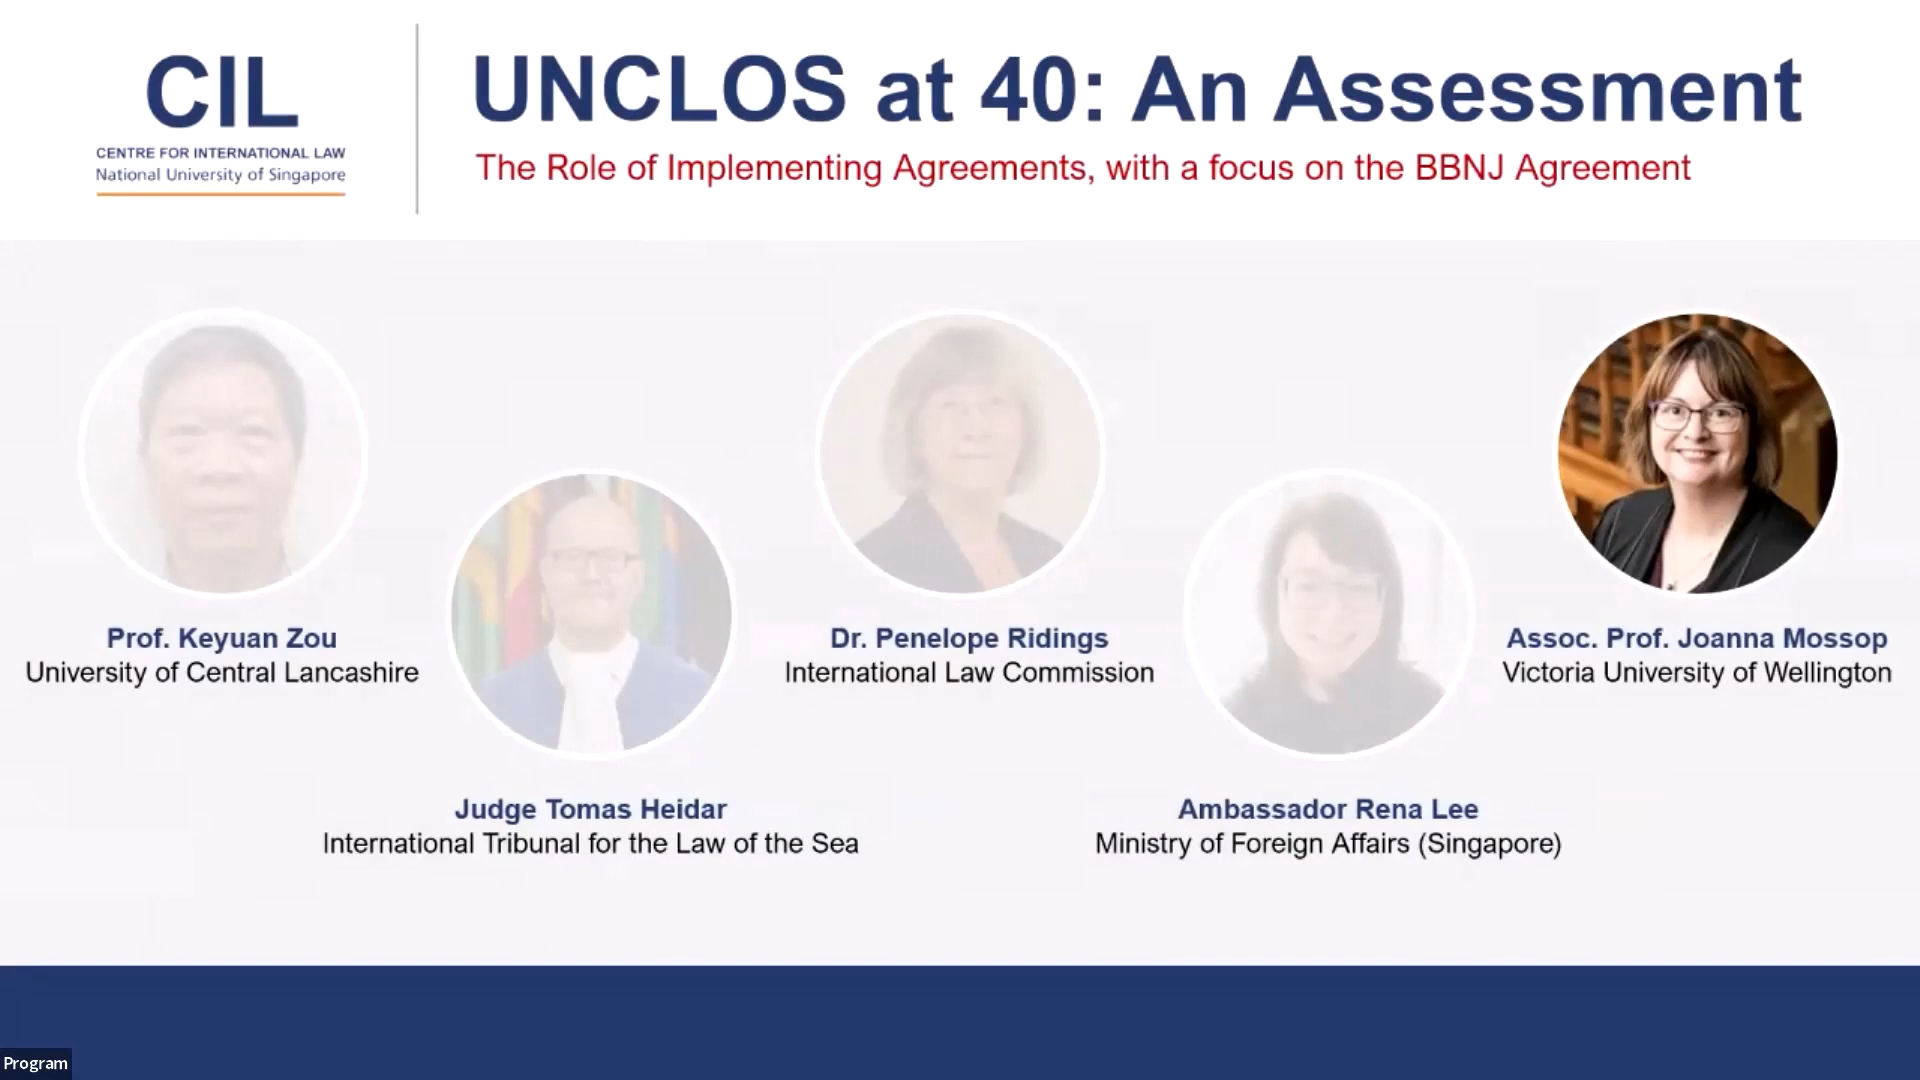 CIL
CENTRE FOR INTERNATIONAL LAW
National University of Singapore
UNCLOS at 40: An Assessment
The Role of Implementing Agreements, with a focus on the BBNJ Agreement
Prof. Keyuan Zou
University of Central Lancashire
Judge Tomas Heidar
International Tribunal for the Law of the Sea
Dr. Penelope Ridings
International Law Commission
Ambassador Rena Lee
Ministry of Foreign Affairs (Singapore)
Assoc. Prof. Joanna Mossop
Victoria University of Wellington
Program